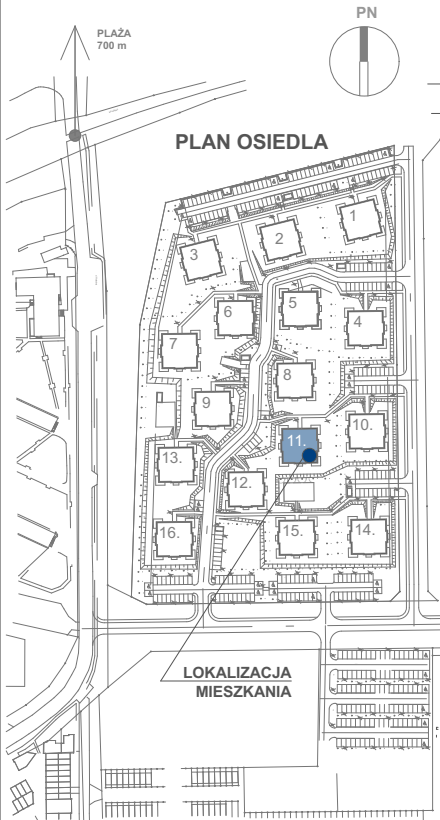 PN
PLAŻA
700 m
PLAN OSIEDLA
1
2
3
5
6
4
7
8
9
10.
11.
13.
12.
16.
15.
14.
LOKALIZACJA
MIESZKANIA